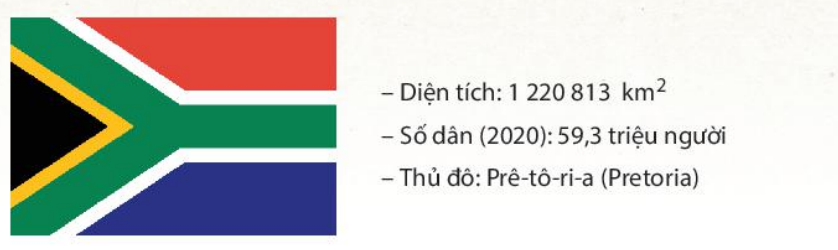 – Diện tích: 1 220 813 km²
– Số dân (2020): 59,3 triệu người
– Thủ đô: Prê-tô-ri-a (Pretoria)